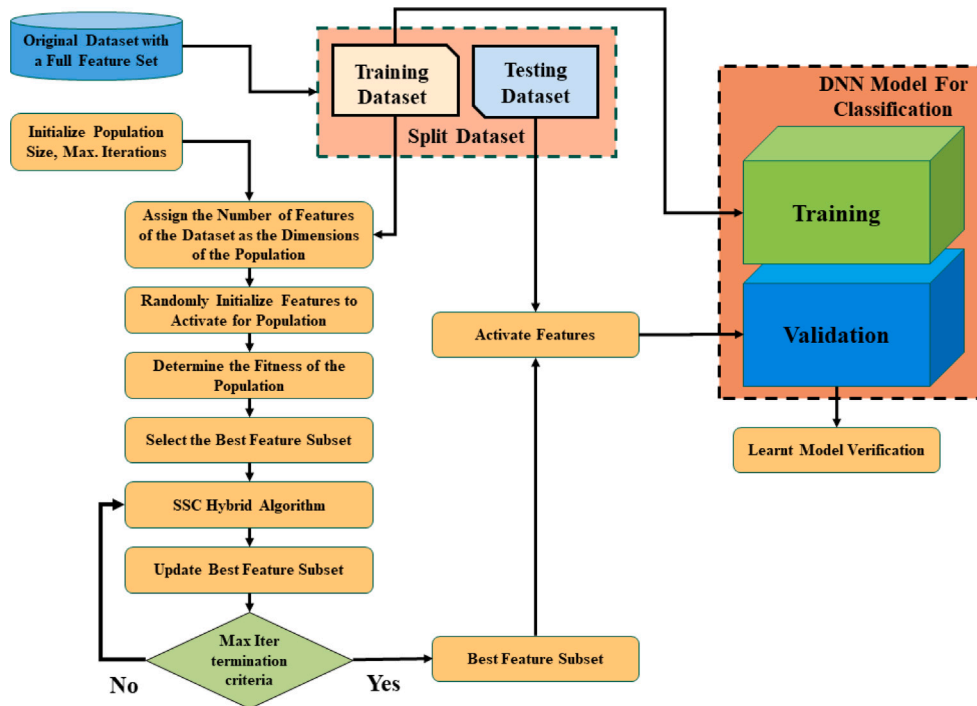 Original Dataset with
a Full Feature Set
Training
Dataset
Testing
Dataset
Split Dataset
DNN Model For
Classification
Training
Validation
Learnt Model Verification
Initialize Population
Size, Max. Iterations
Assign the Number of Features
of the Dataset as the Dimensions
of the Population
Randomly Initialize Features to
Activate for Population
Determine the Fitness of the
Population
Select the Best Feature Subset
SSC Hybrid Algorithm
Update Best Feature Subset
Max Iter
termination
criteria
No
Yes
Best Feature Subset
Activate Features